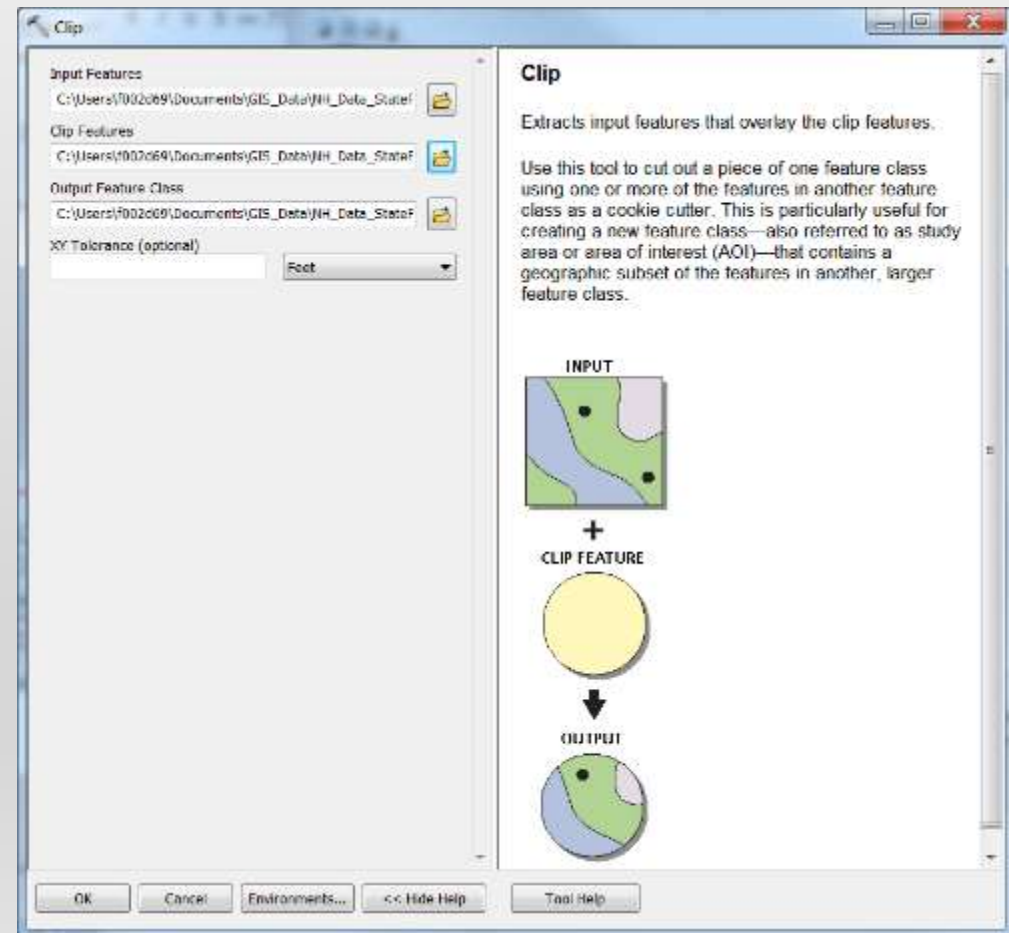 Clip
Input Features
C:\Users\f002d69\Documents\GIS_Data\NH_Data_StateF
Clip Features
C:\Users\f002d69\Documents\GIS_Data\NH_Data_StateF
Output Feature Class
C:\Users\f002d69\Documents\GIS_Data\NH_Data_StateF
XY Tolerance (optional)
Feet
Clip
Extracts input features that overlay the clip features.
Use this tool to cut out a piece of one feature class
using one or more of the features in another feature
class as a cookie cutter. This is particularly useful for
creating a new feature class—also referred to as study
area or area of interest (AOI)—that contains a
geographic subset of the features in another, larger
feature class.
INPUT
+
CLIP FEATURE
OUTPUT
OK
Cancel
Environments...
<< Hide Help
Tool Help